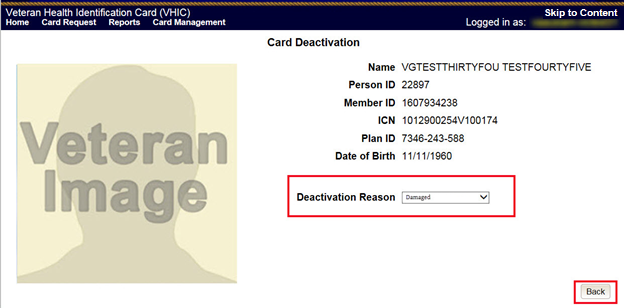 Veteran Health Identification Card (VHIC)
Skip to Content
Home Card Request Reports Card Management
Logged in as:
Card Deactivation
Veteran
Image
Name VGTESTTHIRTYFOU TESTFOURTYFIVE
Person ID 22897
Member ID 1607934238
ICN 1012900254V100174
Plan ID 7346-243-588
Date of Birth 11/11/1960
Deactivation Reason Damaged
Back